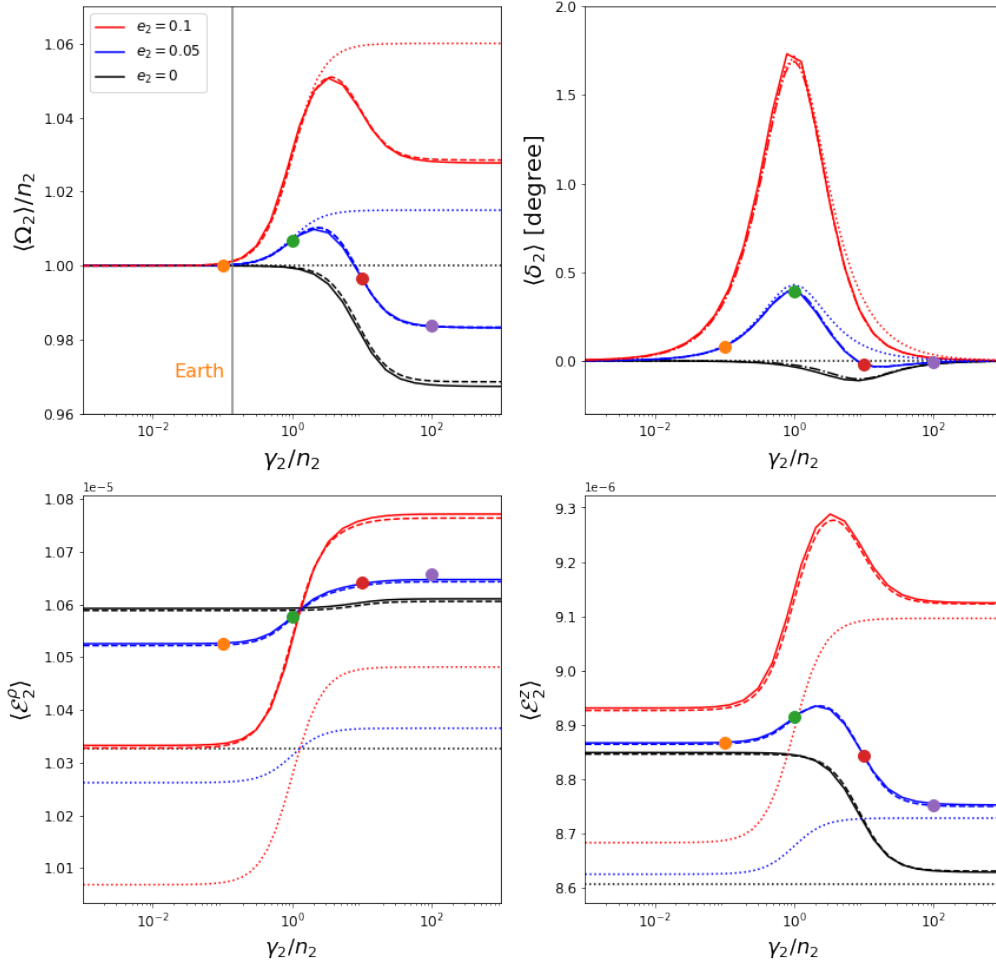 ⟨Ω₂⟩/n₂
1.06
1.04
1.02
1.00
0.98
0.96
e₂ = 0.1
e₂ = 0.05
e₂ = 0
Earth
10⁻² 10⁰ 10²
γ₂/n₂
⟨δ₂⟩ [degree]
2.0
1.5
1.0
0.5
0.0
10⁻² 10⁰ 10²
γ₂/n₂
1e−5
⟨ℰ₂^ρ⟩
1.08
1.07
1.06
1.05
1.04
1.03
1.02
1.01
10⁻² 10⁰ 10²
γ₂/n₂
1e−6
⟨ℰ₂^z⟩
9.3
9.2
9.1
9.0
8.9
8.8
8.7
8.6
10⁻² 10⁰ 10²
γ₂/n₂